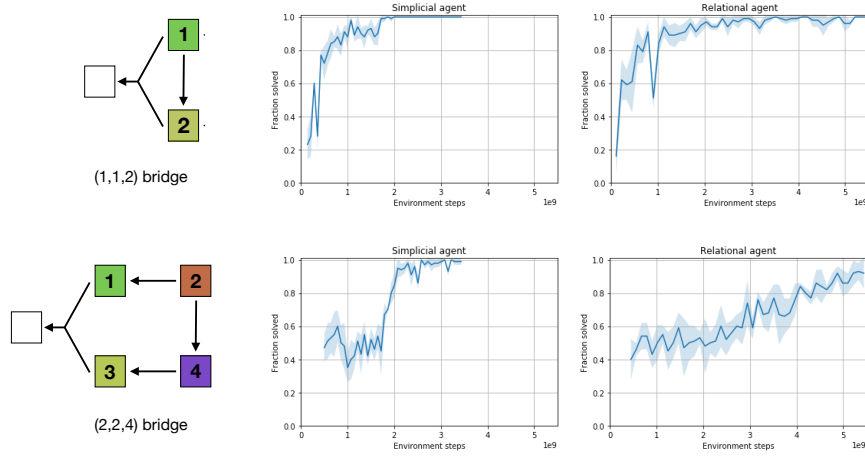 1
2
(1,1,2) bridge
Simplicial agent
Fraction solved
1.0
0.8
0.6
0.4
0.2
0.0
0 1 2 3 4 5
1e9
Environment steps
Relational agent
Fraction solved
1.0
0.8
0.6
0.4
0.2
0.0
0 1 2 3 4 5
1e9
Environment steps
1 2
3 4
(2,2,4) bridge
Simplicial agent
Fraction solved
1.0
0.8
0.6
0.4
0.2
0.0
0 1 2 3 4 5
1e9
Environment steps
Relational agent
Fraction solved
1.0
0.8
0.6
0.4
0.2
0.0
0 1 2 3 4 5
1e9
Environment steps